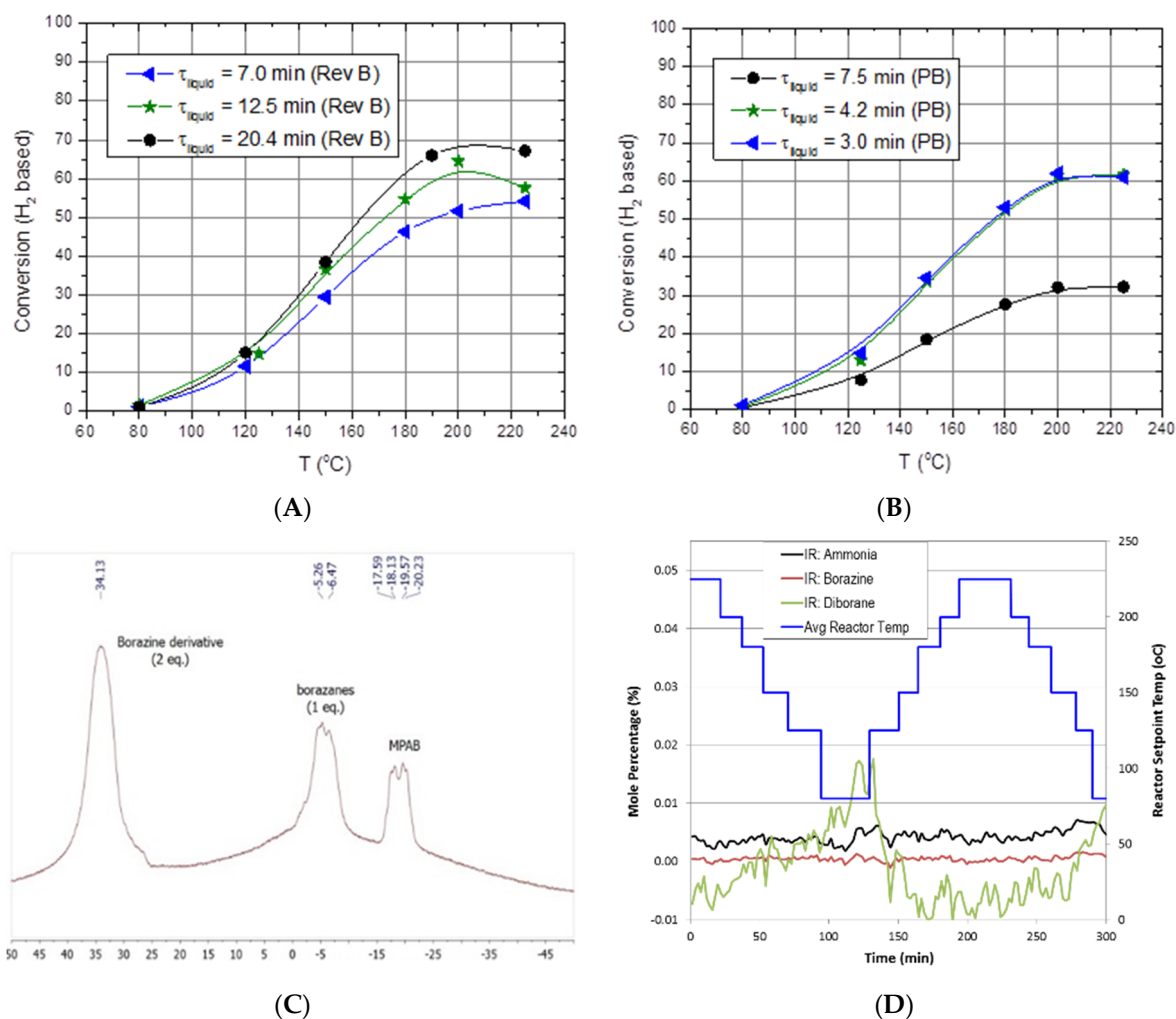 100
90
80
70
60
50
40
30
20
10
0
Conversion (H2 based)
τliquid = 7.0 min (Rev B)
τliquid = 12.5 min (Rev B)
τliquid = 20.4 min (Rev B)
60 80 100 120 140 160 180 200 220 240
T (⁰C)
(A)
100
90
80
70
60
50
40
30
20
10
0
Conversion (H2 based)
τliquid = 7.5 min (PB)
τliquid = 4.2 min (PB)
τliquid = 3.0 min (PB)
60 80 100 120 140 160 180 200 220 240
T (⁰C)
(B)
-34.13
-5.26
-6.47
-17.59
-18.13
-19.57
-20.23
Borazine derivative
(2 eq.)
borazanes
(1 eq.)
MPAB
50 45 40 35 30 25 20 15 10 5 0 -5 -15 -25 -35 -45
(C)
0.05
0.04
0.03
0.02
0.01
0.00
-0.01
Mole Percentage (%)
IR: Ammonia
IR: Borazine
IR: Diborane
Avg Reactor Temp
250
200
150
100
50
0
Reactor Setpoint Temp (oC)
0 50 100 150 200 250 300
Time (min)
(D)